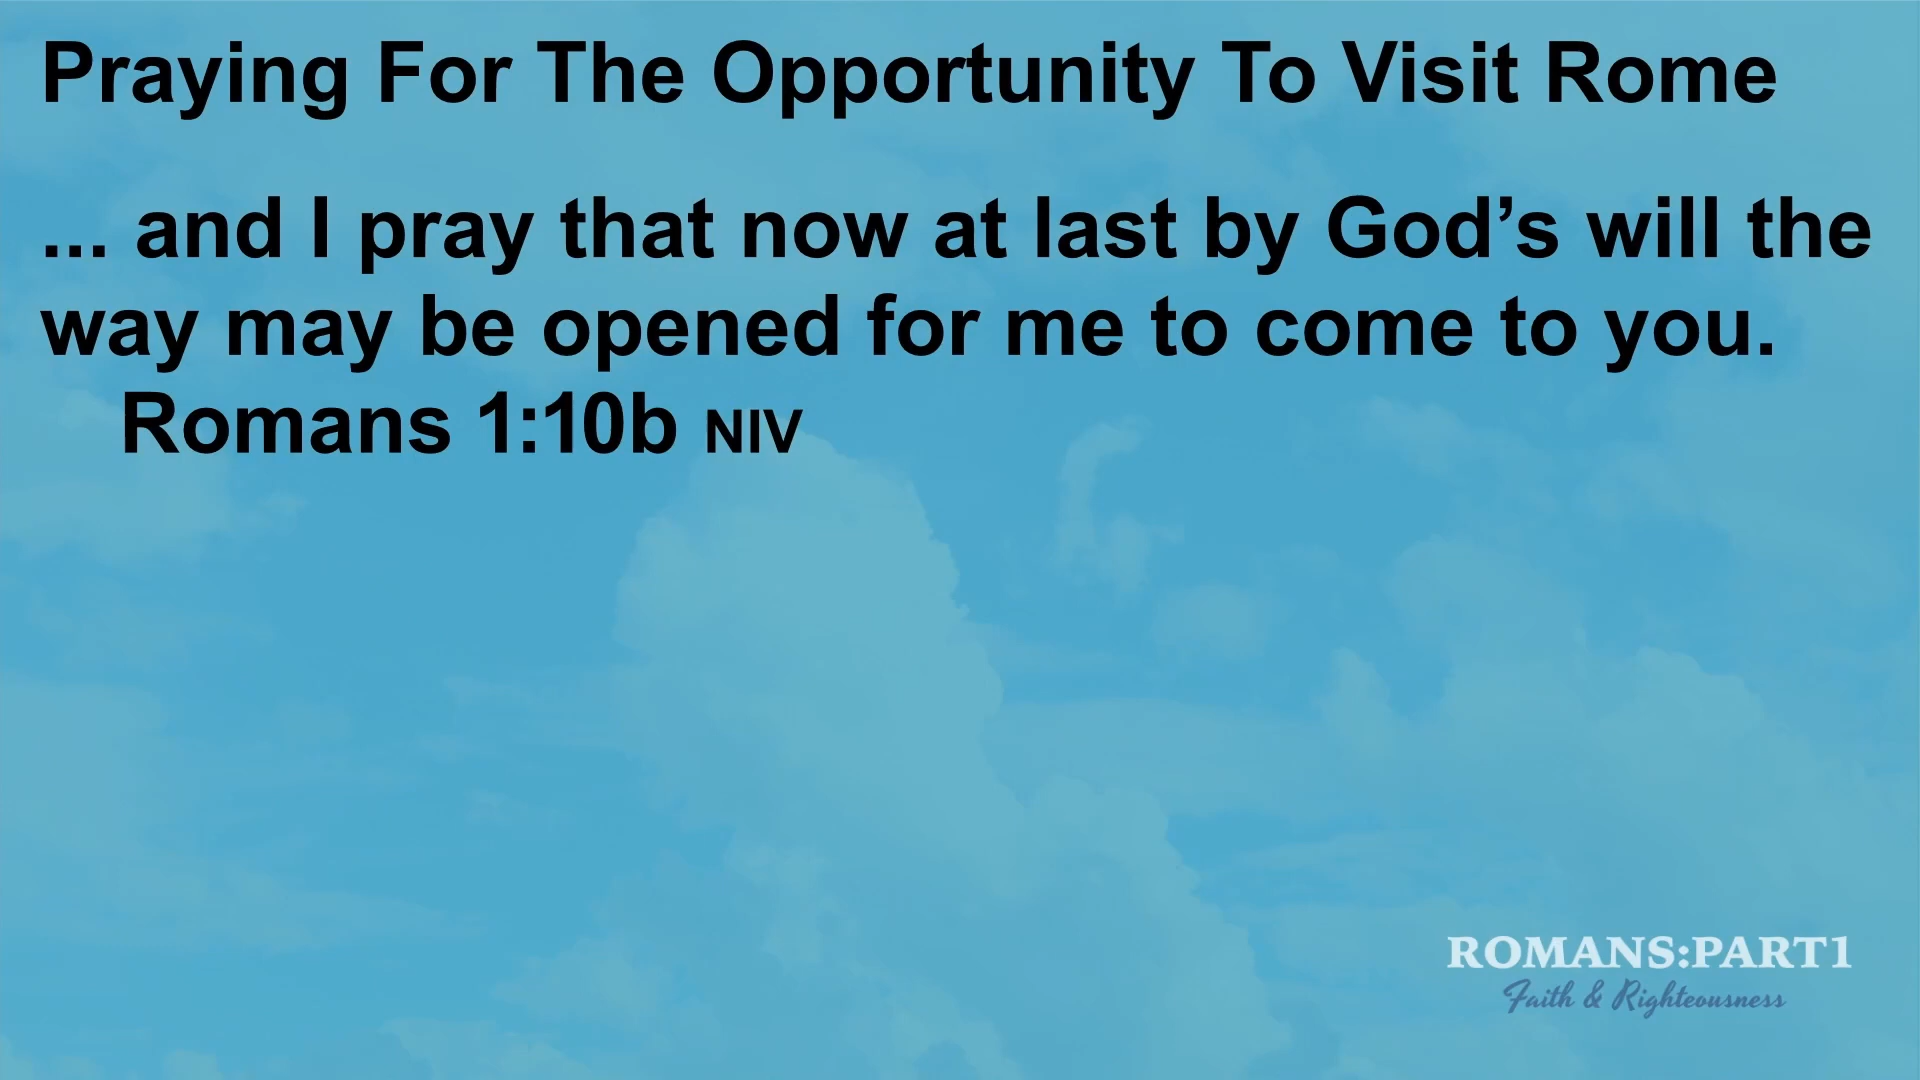 Praying For The Opportunity To Visit Rome
... and I pray that now at last by God’s will the
way may be opened for me to come to you.
Romans 1:10b NIV
ROMANS:PART1
Faith & Righteousness